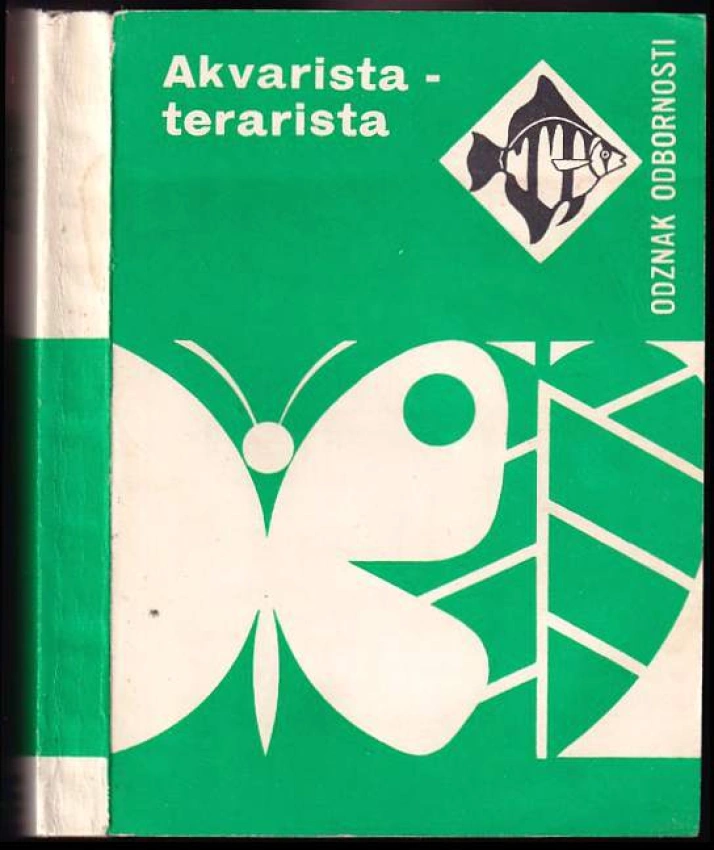 Akvarista -
terarista
ODZNAK ODBORNOSTI